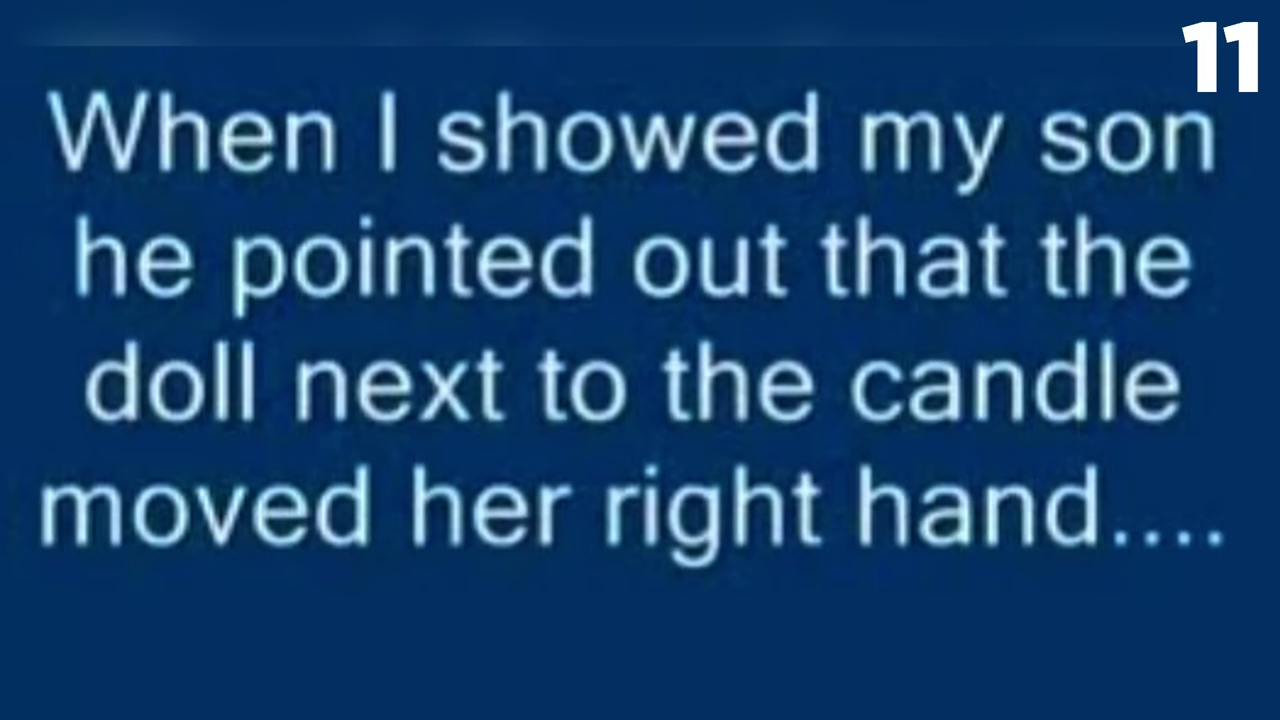 11
When I showed my son
he pointed out that the
doll next to the candle
moved her right hand....